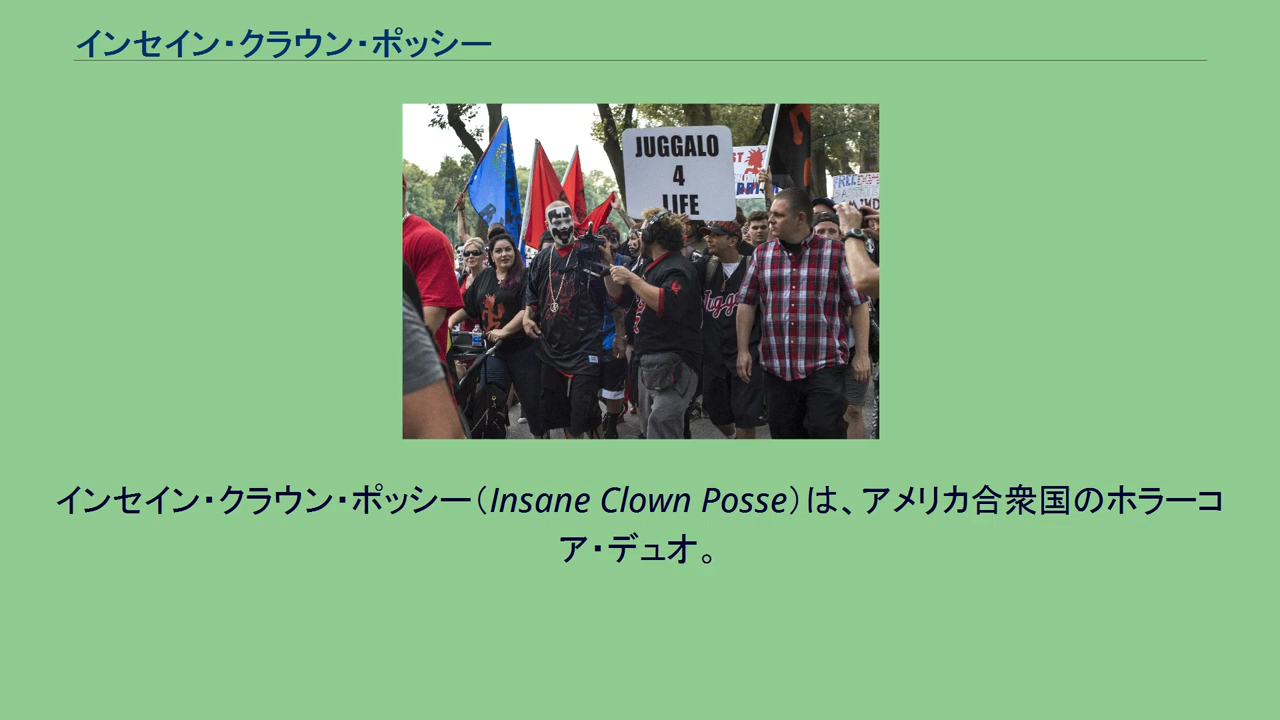 インセイン・クラウン・ポッシー
JUGGALO
4
LIFE
インセイン・クラウン・ポッシー（Insane Clown Posse）は、アメリカ合衆国のホラーコ
ア・デュオ。